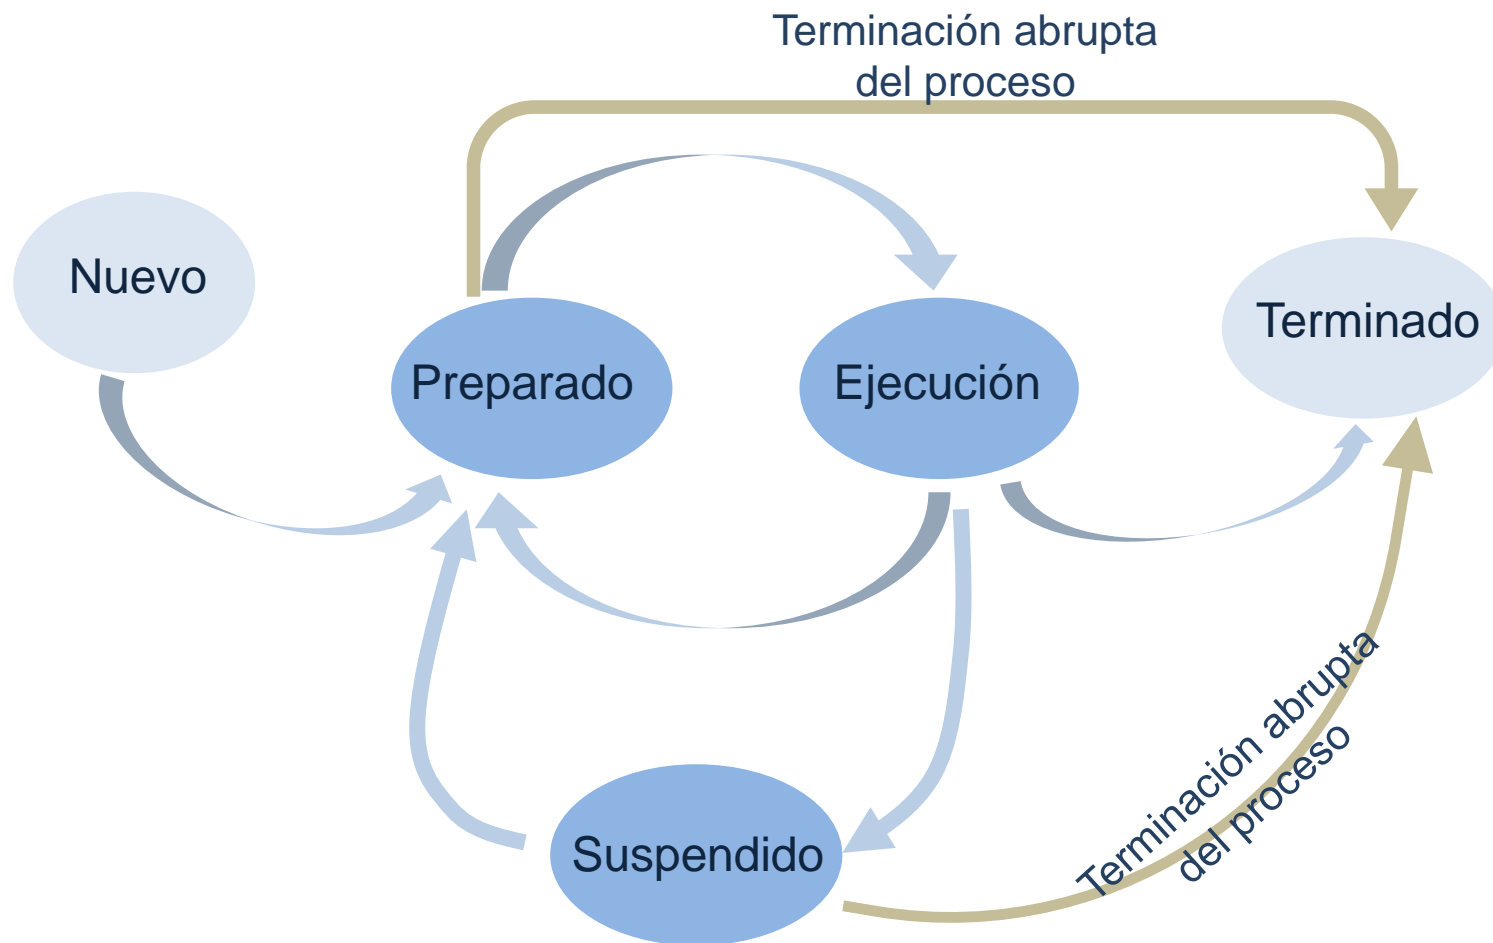 Terminación abrupta
del proceso
Nuevo
Terminado
Preparado
Ejecución
Terminación abrupta
del proceso
Suspendido